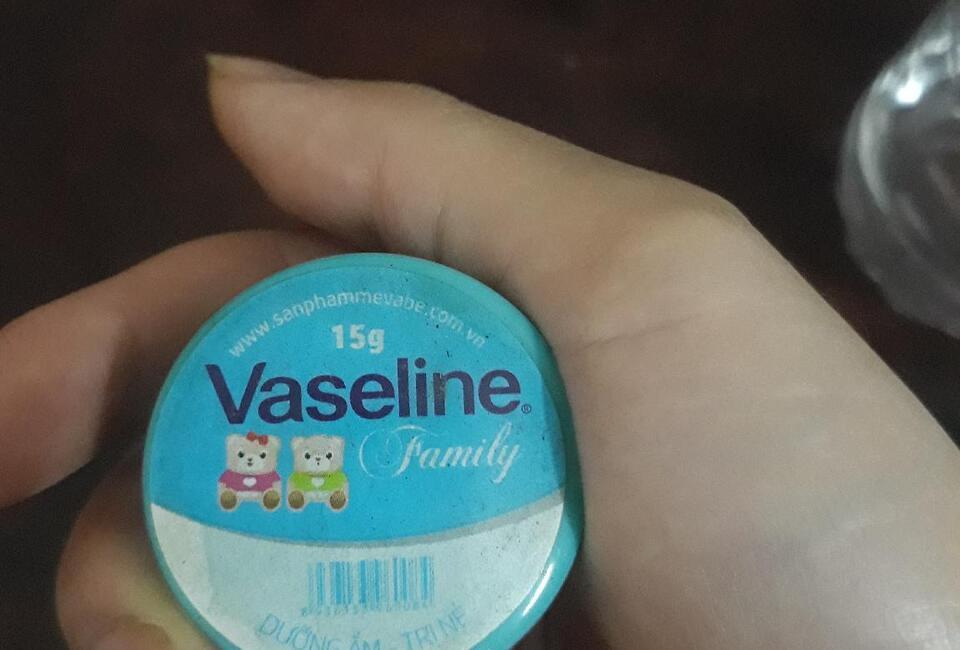 www.sanphammevabe.com.vn
15g
Vaseline®
Family
DƯỠNG ẨM - TRỊ NẺ